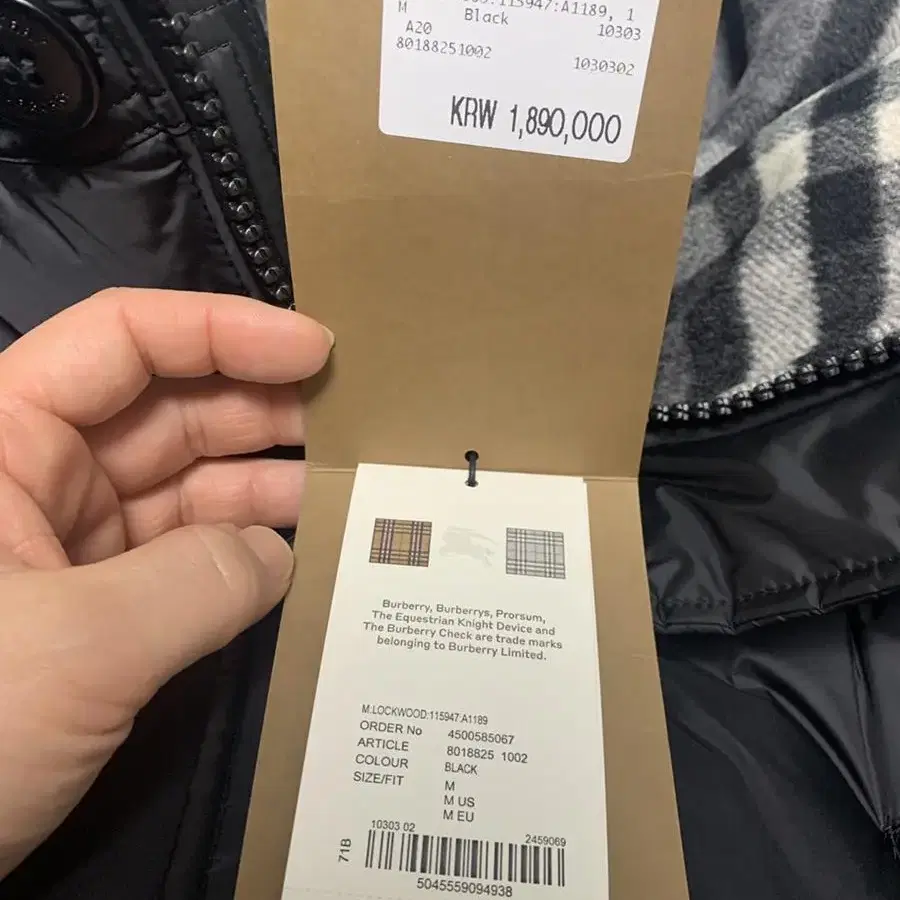 :115947:A1189, 1
M Black 10303
A20
80188251002 1030302
KRW 1,890,000
Burberry, Burberrys, Prorsum,
The Equestrian Knight Device and
The Burberry Check are trade marks
belonging to Burberry Limited.
M.LOCKWOOD:115947:A1189
ORDER No 4500585067
ARTICLE 8018825 1002
COLOUR BLACK
SIZE/FIT M
M US
M EU
10303 02 2459069
71B
5045559094938